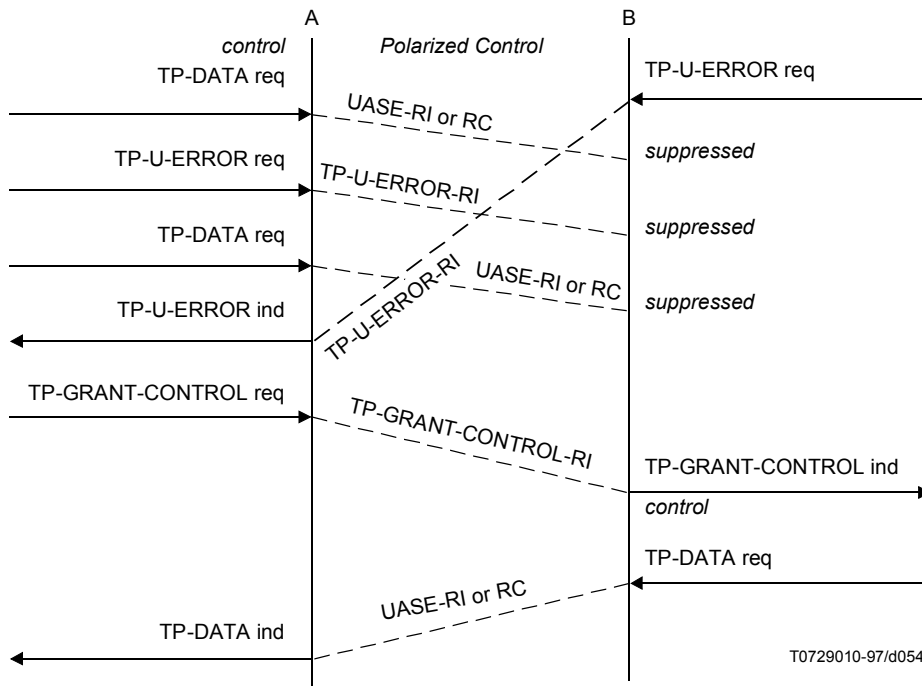 A
B
control
Polarized Control
TP-DATA req
TP-U-ERROR req
UASE-RI or RC
suppressed
TP-U-ERROR req
TP-U-ERROR-RI
suppressed
TP-DATA req
UASE-RI or RC
suppressed
TP-U-ERROR ind
TP-U-ERROR-RI
TP-GRANT-CONTROL req
TP-GRANT-CONTROL-RI
TP-GRANT-CONTROL ind
control
TP-DATA req
UASE-RI or RC
TP-DATA ind
T0729010-97/d054